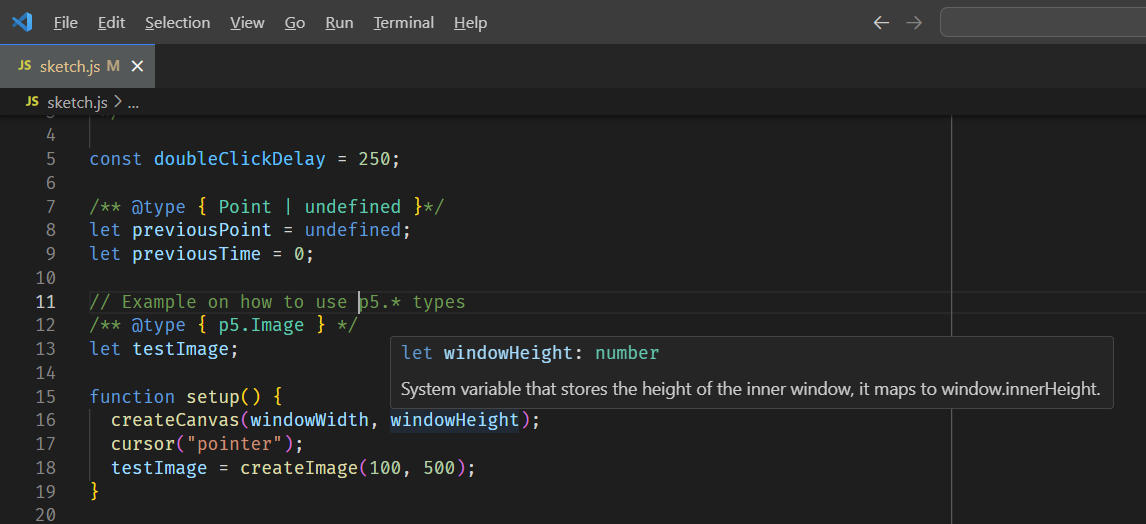 File Edit Selection View Go Run Terminal Help
JS sketch.js M
JS sketch.js > ...
4
5 const doubleClickDelay = 250;
6
7 /** @type { Point | undefined }*/
8 let previousPoint = undefined;
9 let previousTime = 0;
10
11 // Example on how to use p5.* types
12 /** @type { p5.Image } */
13 let testImage;
let windowHeight: number
14
System variable that stores the height of the inner window, it maps to window.innerHeight.
15 function setup() {
16 createCanvas(windowWidth, windowHeight);
17 cursor("pointer");
18 testImage = createImage(100, 500);
19 }
20